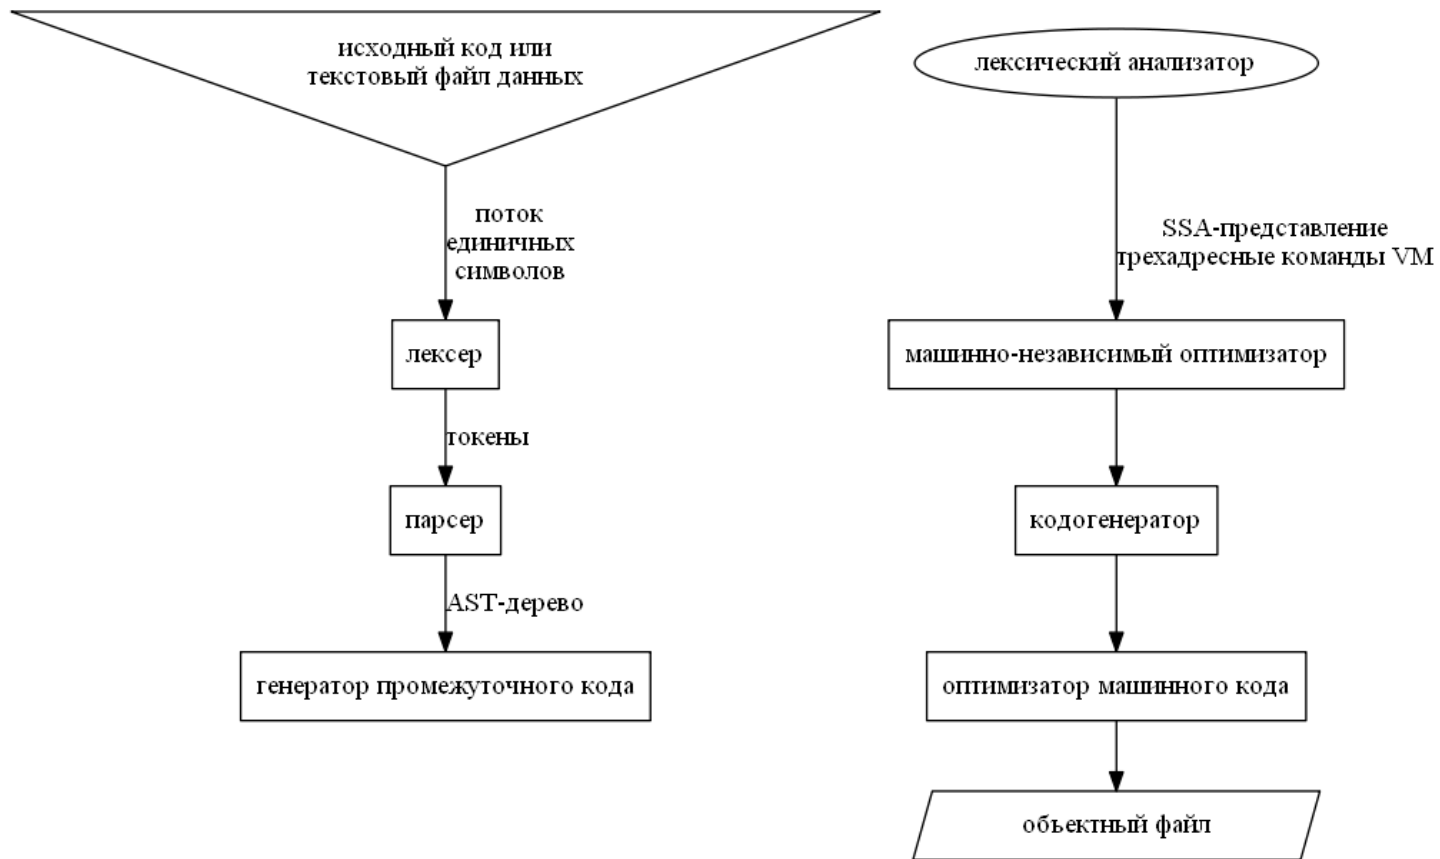 исходный код или
текстовый файл данных
поток
единичных
символов
лексер
токены
парсер
AST-дерево
генератор промежуточного кода
лексический анализатор
SSA-представление
трехадресные команды VM
машинно-независимый оптимизатор
кодогенератор
оптимизатор машинного кода
обьектный файл